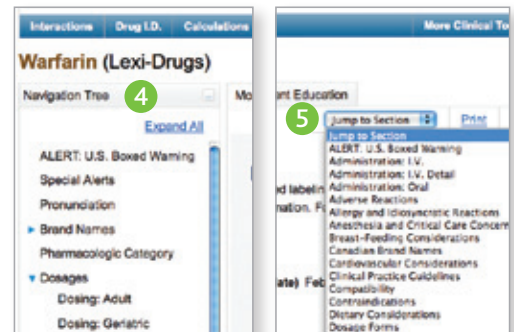 Interactions Drug I.D. Calculations
Warfarin (Lexi-Drugs)
Navigation Tree 4
Mo
Expand All
ALERT: U.S. Boxed Warning
Special Alerts
Pronunciation
Brand Names
Pharmacologic Category
Dosages
Dosing: Adult
Dosing: Geriatric
More Clinical To
nt Education
5 Jump to Section Print
Jump to Section
ALERT: U.S. Boxed Warning
Administration: I.V.
Administration: I.V. Detail
ed labelin Administration: Oral
Adverse Reactions
mation. Fo Allergy and Idiosyncratic Reactions
Anesthesia and Critical Care Concern
Breast-Feeding Considerations
Canadian Brand Names
Cardiovascular Considerations
ate) Feb Clinical Practice Guidelines
Compatibility
Contraindications
Dietary Considerations
Dosage Forms